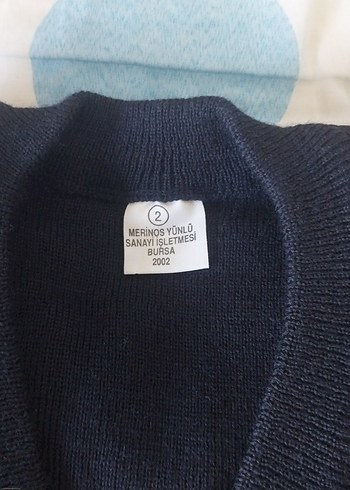 2
MERİNOS YÜNLÜ
SANAYİ İŞLETMESİ
BURSA
2002